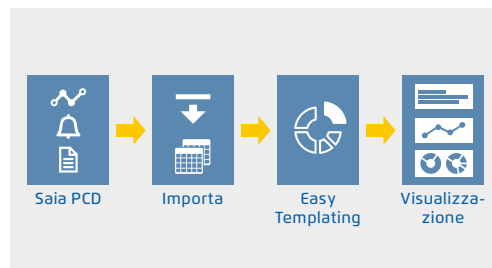 Saia PCD
Importa
Easy
Templating
Visualizza-
zione